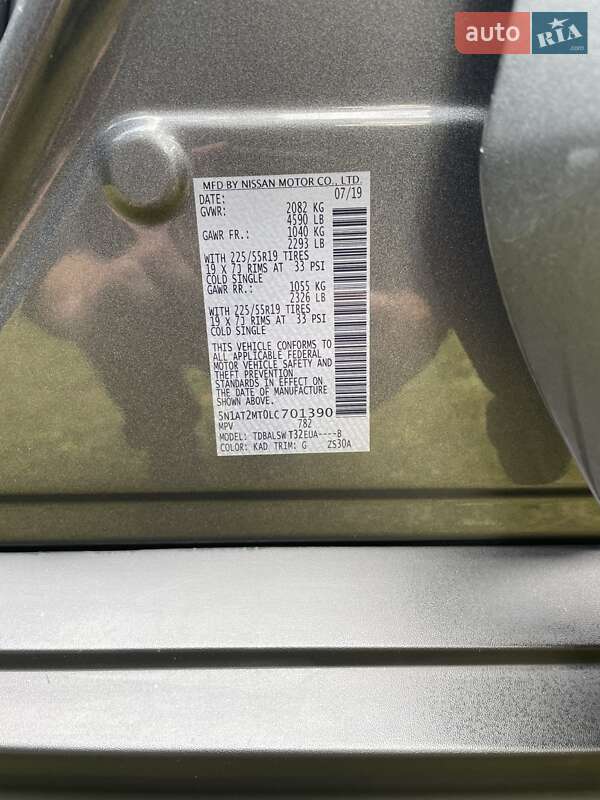 auto RIA
.com
MFD BY NISSAN MOTOR CO., LTD.
DATE: 07/19
GVWR: 2082 KG
4590 LB
GAWR FR.: 1040 KG
2293 LB
WITH 225/55R19 TIRES
19 X 7J RIMS AT 33 PSI
COLD SINGLE
GAWR RR.: 1055 KG
2326 LB
WITH 225/55R19 TIRES
19 X 7J RIMS AT 33 PSI
COLD SINGLE
THIS VEHICLE CONFORMS TO
ALL APPLICABLE FEDERAL
MOTOR VEHICLE SAFETY AND
THEFT PREVENTION
STANDARDS IN EFFECT ON
THE DATE OF MANUFACTURE
5N1AT2MT0LC701390
MPV 782
MODEL: TDBALSW T32EUA----B
COLOR: KAD TRIM: G ZS30A